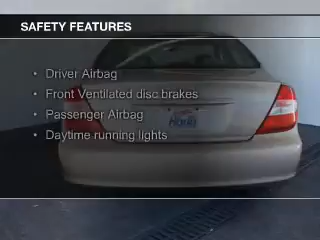 SAFETY FEATURES
• Driver Airbag
• Front Ventilated disc brakes
• Passenger Airbag
• Daytime running lights